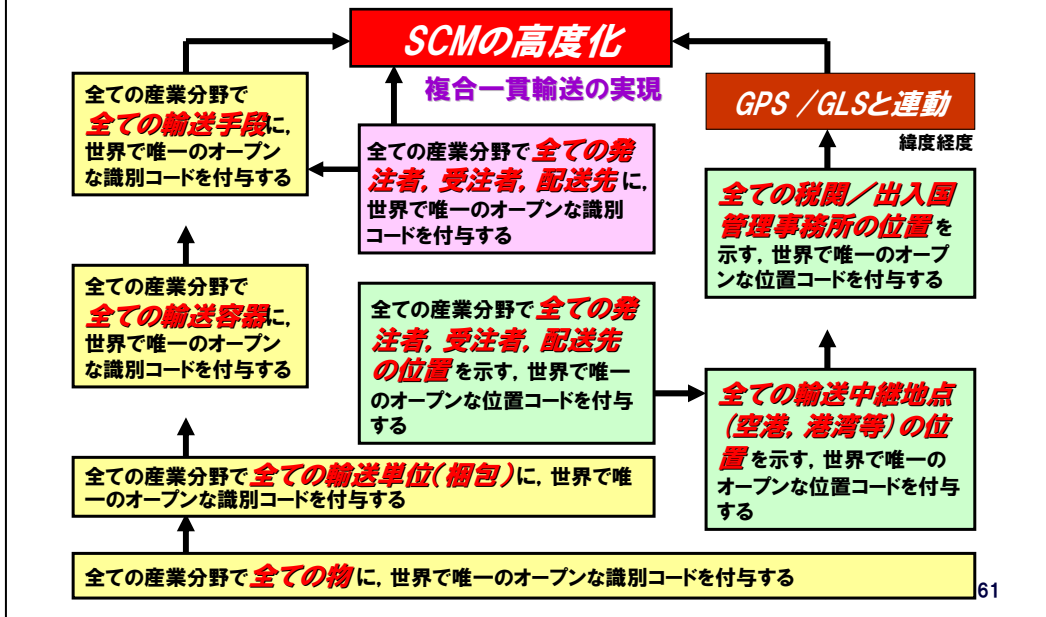 SCMの高度化
複合一貫輸送の実現
全ての産業分野で
全ての輸送手段に,
世界で唯一のオープン
な識別コードを付与する
全ての産業分野で全ての発
注者, 受注者, 配送先に,
世界で唯一のオープンな識別
コードを付与する
GPS /GLSと連動
緯度経度
全ての税関/出入国
管理事務所の位置を
示す, 世界で唯一のオープ
ンな位置コードを付与する
全ての産業分野で
全ての輸送容器に,
世界で唯一のオープン
な識別コードを付与する
全ての産業分野で全ての発
注者, 受注者, 配送先
の位置を示す, 世界で唯一
のオープンな位置コードを付与
する
全ての輸送中継地点
(空港, 港湾等)の位
置を示す, 世界で唯一の
オープンな位置コードを付与
する
全ての産業分野で全ての輸送単位(梱包)に, 世界で唯
一のオープンな識別コードを付与する
全ての産業分野で全ての物に, 世界で唯一のオープンな識別コードを付与する
61